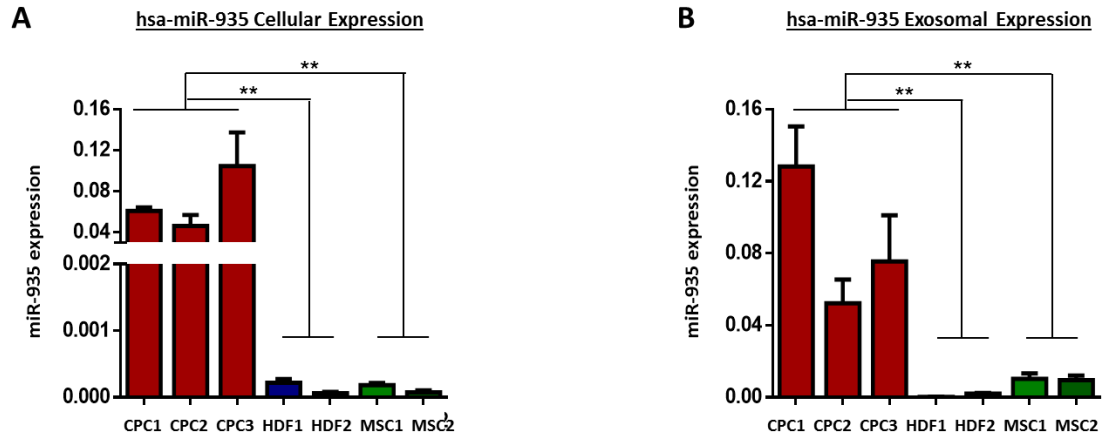 A
hsa-miR-935 Cellular Expression
**
**
miR-935 expression
0.16
0.12
0.08
0.04
0.002
0.001
0.000
CPC1 CPC2 CPC3 HDF1 HDF2 MSC1 MSC2
B
hsa-miR-935 Exosomal Expression
**
**
miR-935 expression
0.16
0.12
0.08
0.04
0.00
CPC1 CPC2 CPC3 HDF1 HDF2 MSC1 MSC2